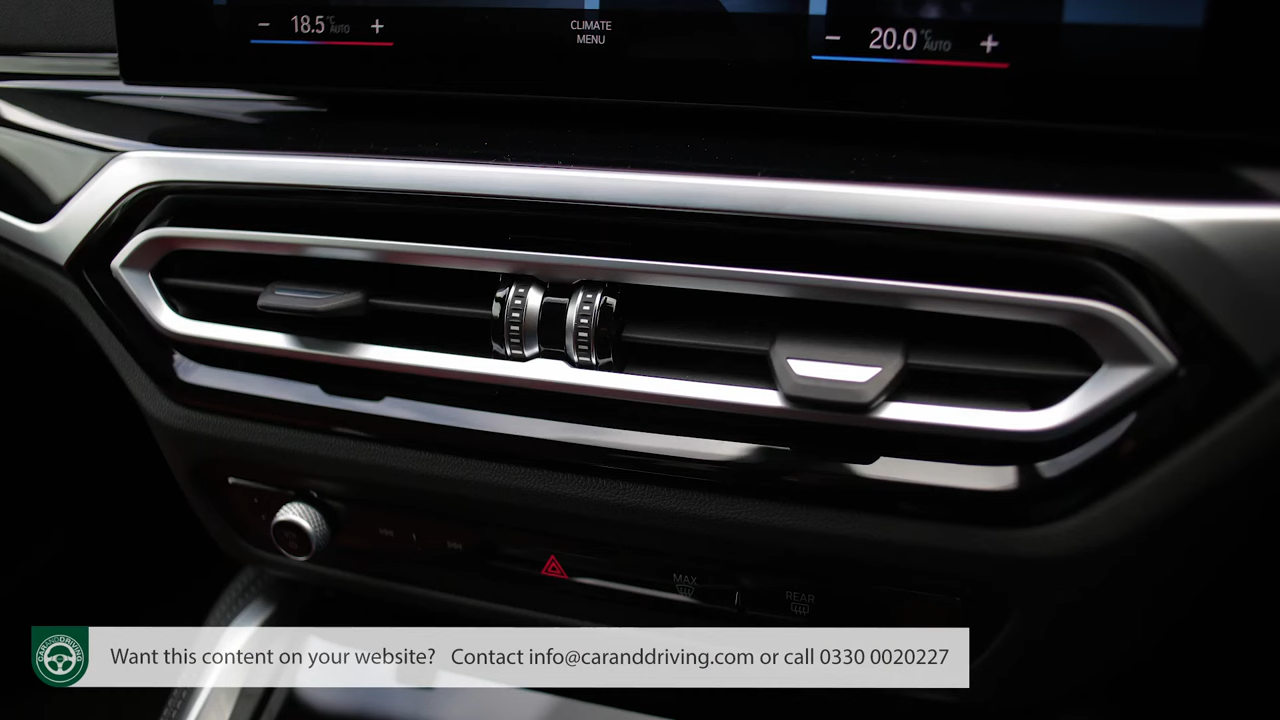 − 18.5 °C AUTO +
CLIMATE
MENU
− 20.0 °C AUTO +
MAX
REAR
CARANDDRIVING
Want this content on your website? Contact info@caranddriving.com or call 0330 0020227